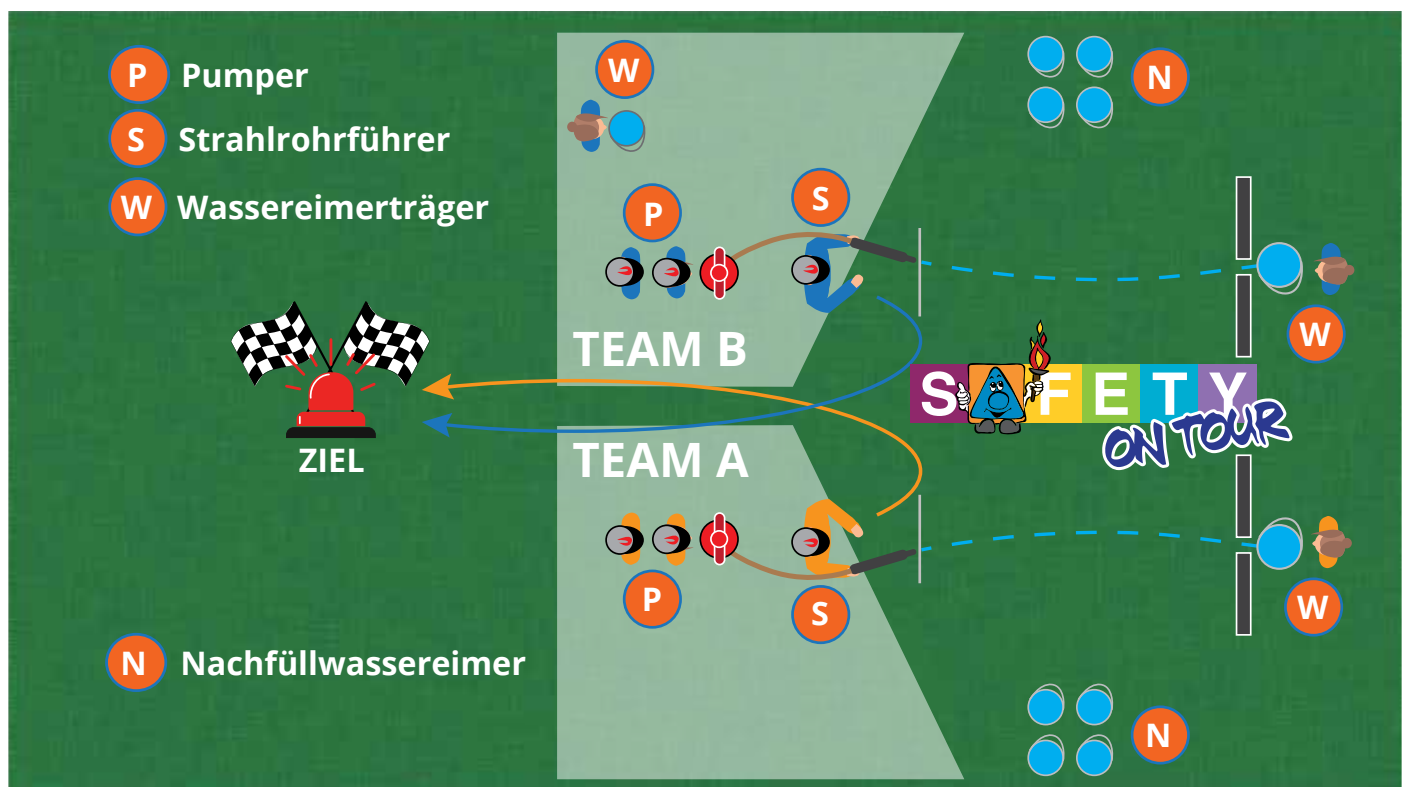 P Pumper
S Strahlrohrführer
W Wassereimerträger
W
N
P
S
TEAM B
W
SAFETY
ON TOUR
ZIEL
TEAM A
P
S
W
N Nachfüllwassereimer
N